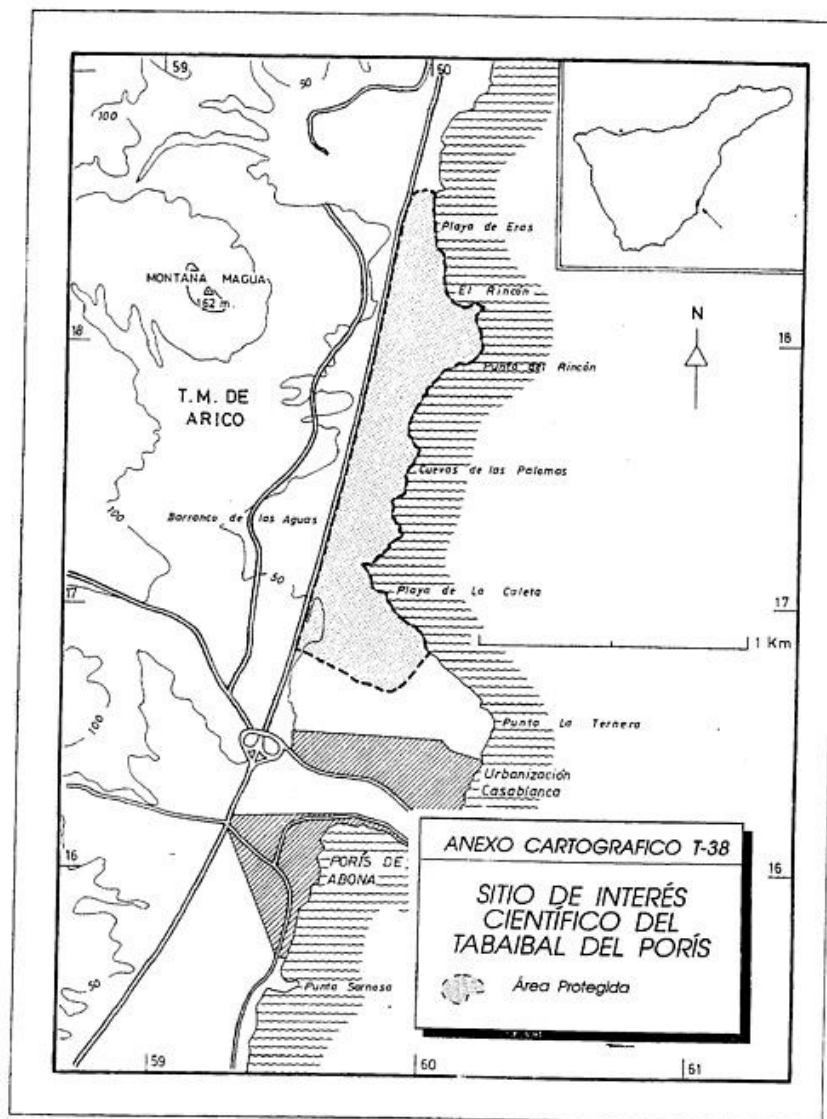 59
60
50
50
100
Playa de Eras
MONTAÑA MAGUA
162 m.
El Rincón
18
18
N
Punta del Rincón
T.M. DE
ARICO
Cuevas de las Palomas
100
Barranco de las Aguas
50
50
Playa de La Caleta
17
17
1 Km
100
Punta La Ternera
Urbanización
Casablanca
ANEXO CARTOGRAFICO T-38
16
16
PORÍS DE
ABONA
SITIO DE INTERÉS
CIENTÍFICO DEL
TABAIBAL DEL PORÍS
50
Punta Sarnosa
Área Protegida
59
60
61